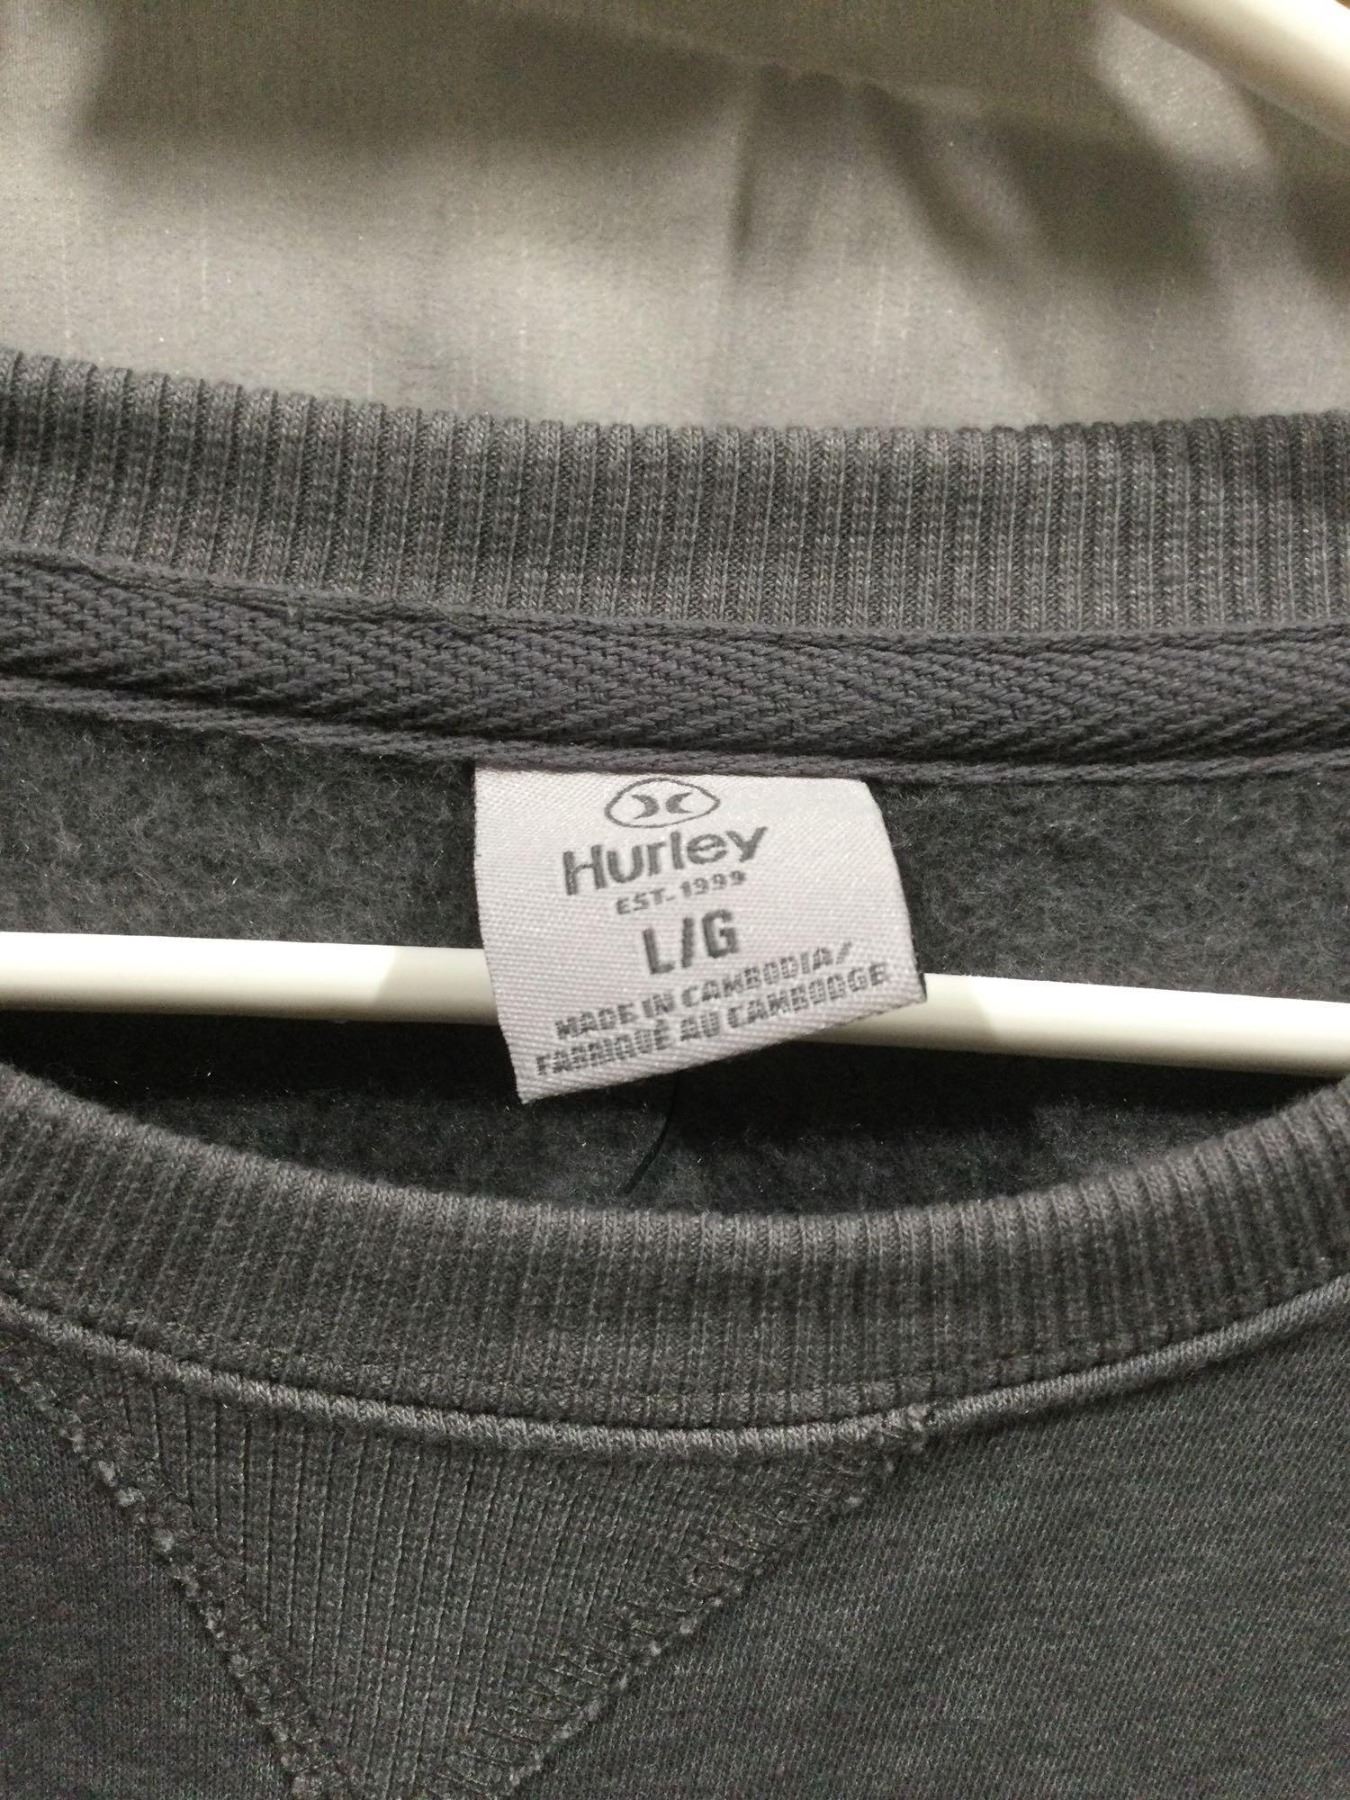 Hurley
EST. 1999
L/G
MADE IN CAMBODIA/
FABRIQUÉ AU CAMBODGE